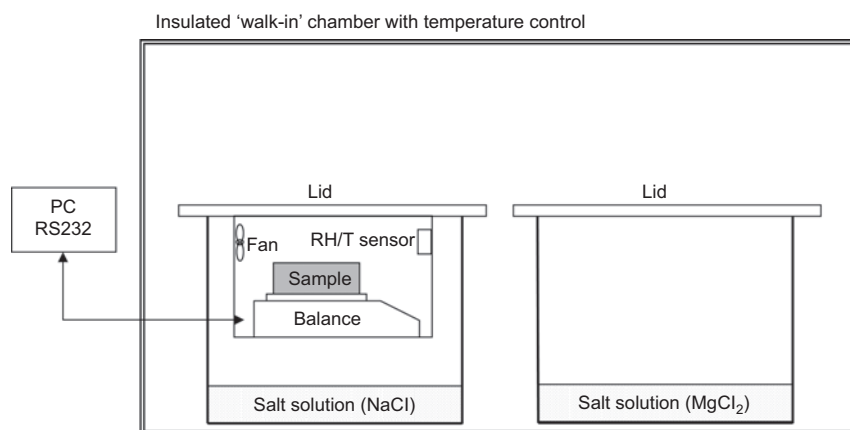 Insulated ‘walk-in’ chamber with temperature control
Lid
Lid
PC
RS232
Fan
RH/T sensor
Sample
Balance
Salt solution (NaCl)
Salt solution (MgCl₂)